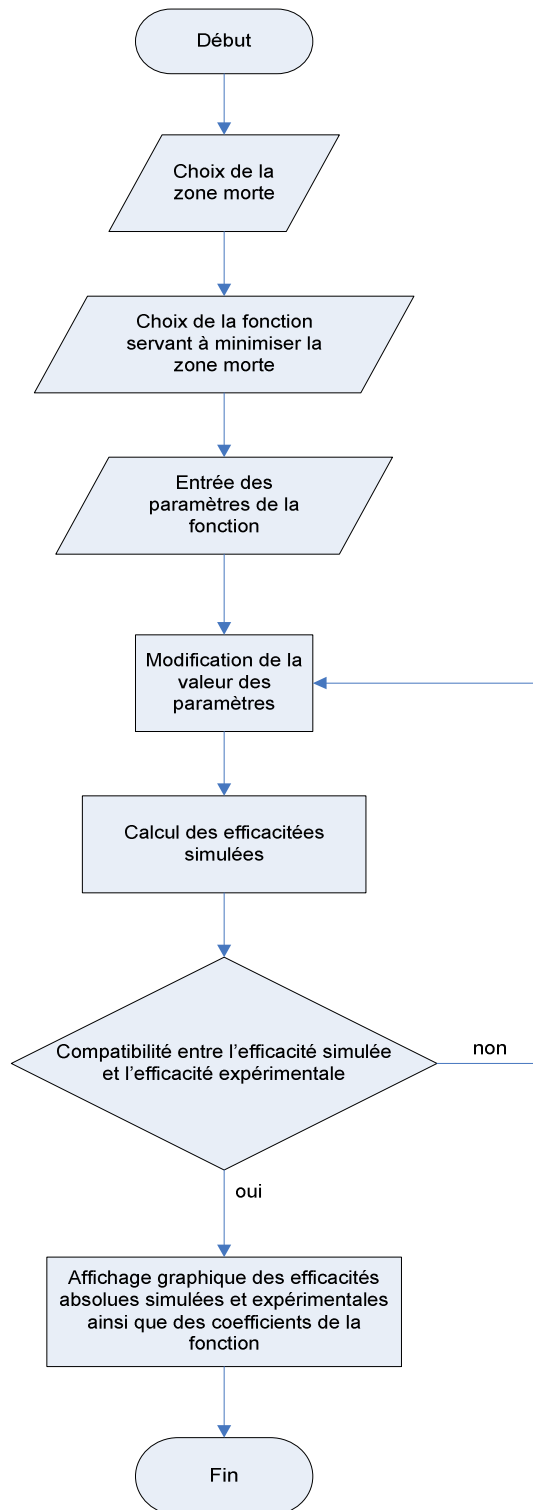 Début
Choix de la
zone morte
Choix de la fonction
servant à minimiser la
zone morte
Entrée des
paramètres de la
fonction
Modification de la
valeur des
paramètres
Calcul des efficacitées
simulées
Compatibilité entre l’efficacité simulée
et l’efficacité expérimentale
non
oui
Affichage graphique des efficacités
absolues simulées et expérimentales
ainsi que des coefficients de la
fonction
Fin